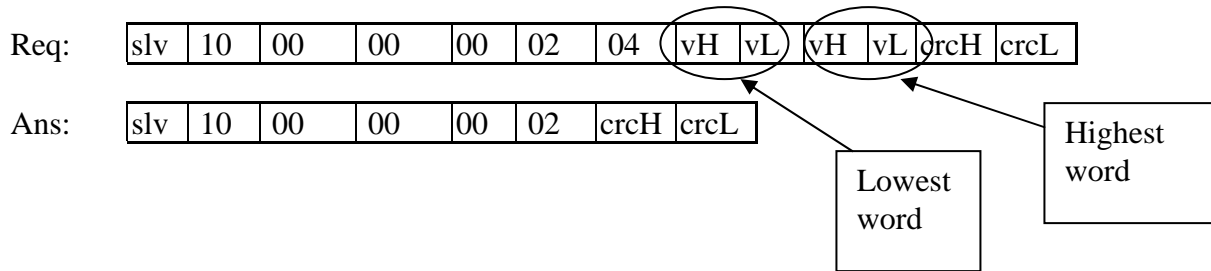 Req: slv 10 00 00 00 02 04 vH vL vH vL crcH crcL
Ans: slv 10 00 00 00 02 crcH crcL
Highest
word
Lowest
word